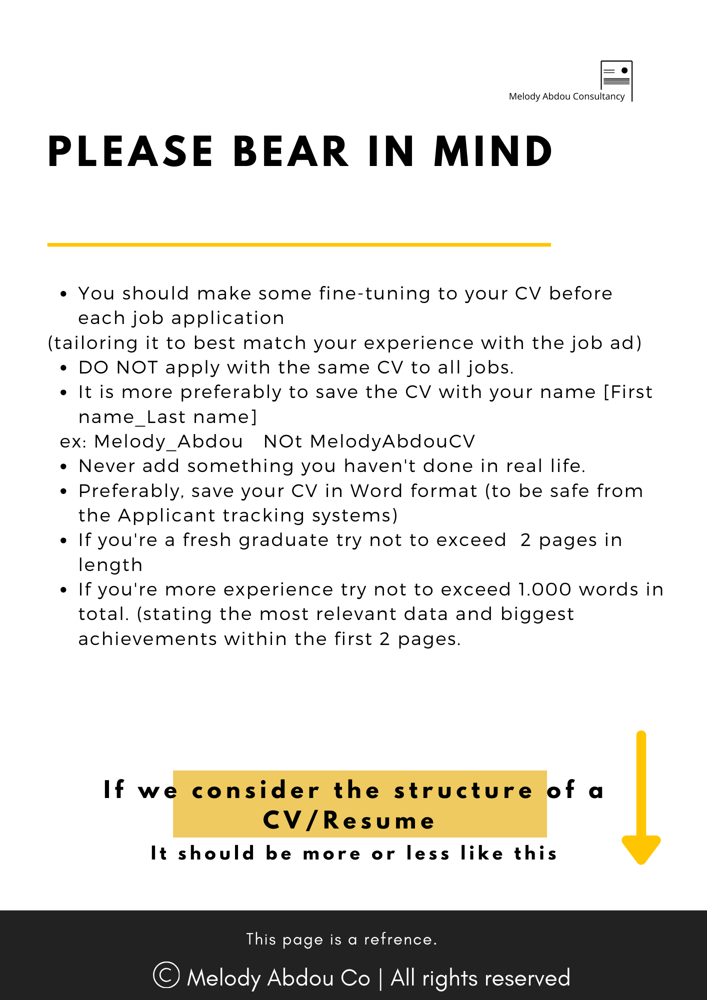 Melody Abdou Consultancy
PLEASE BEAR IN MIND
• You should make some fine-tuning to your CV before
each job application
(tailoring it to best match your experience with the job ad)
• DO NOT apply with the same CV to all jobs.
• It is more preferably to save the CV with your name [First
name_Last name]
ex: Melody_Abdou   NOt MelodyAbdouCV
• Never add something you haven't done in real life.
• Preferably, save your CV in Word format (to be safe from
the Applicant tracking systems)
• If you're a fresh graduate try not to exceed  2 pages in
length
• If you're more experience try not to exceed 1.000 words in
total. (stating the most relevant data and biggest
achievements within the first 2 pages.
If we consider the structure of a
CV/Resume
It should be more or less like this
This page is a refrence.
© Melody Abdou Co | All rights reserved